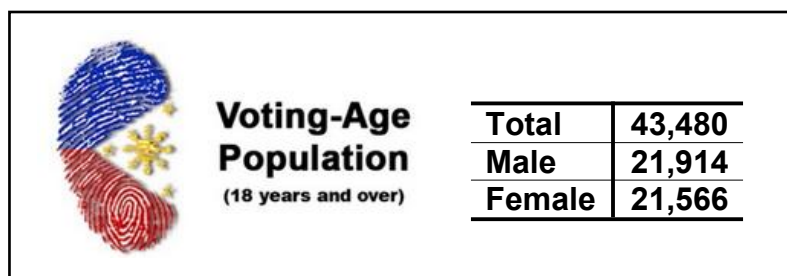 Voting-Age
Population
(18 years and over)
Total 43,480
Male 21,914
Female 21,566